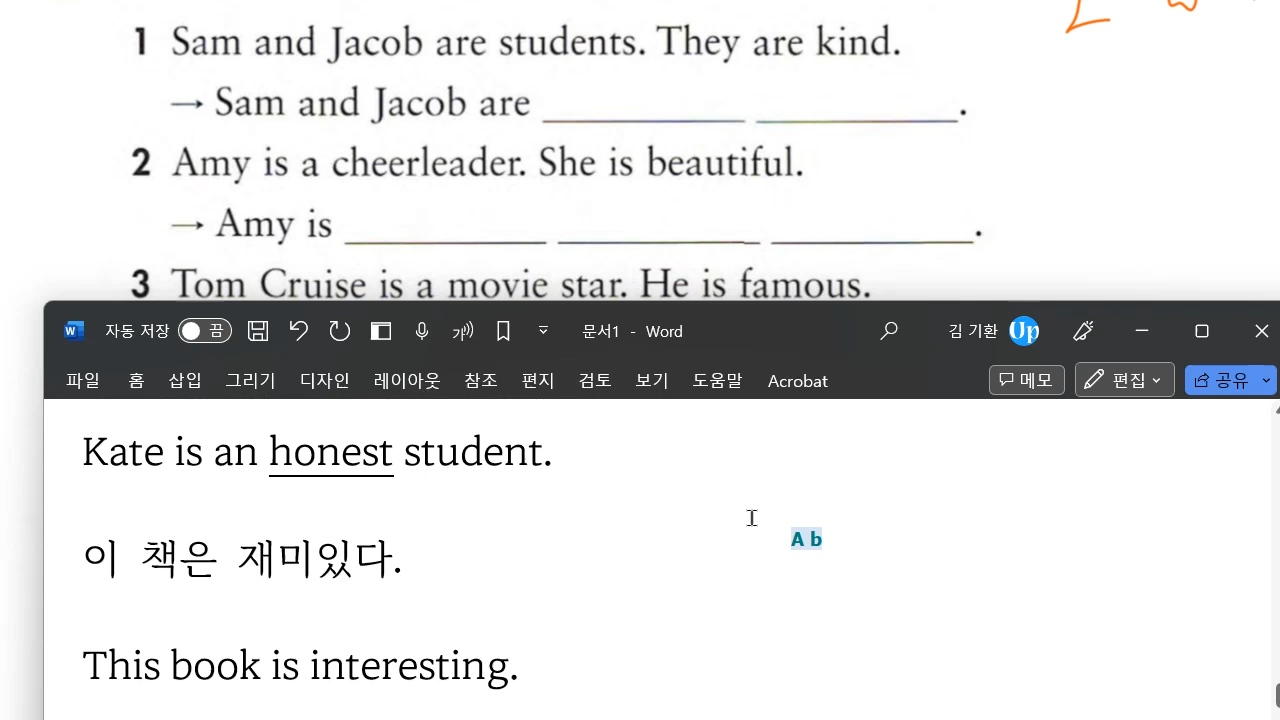 1 Sam and Jacob are students. They are kind.
→ Sam and Jacob are ________ ________.
2 Amy is a cheerleader. She is beautiful.
→ Amy is ________ ________ ________.
3 Tom Cruise is a movie star. He is famous.
자동 저장 끔 가 문서1 - Word 김 기환 Up
파일 홈 삽입 그리기 디자인 레이아웃 참조 편지 검토 보기 도움말 Acrobat 메모 편집 공유
Kate is an honest student.
A b
이 책은 재미있다.
This book is interesting.